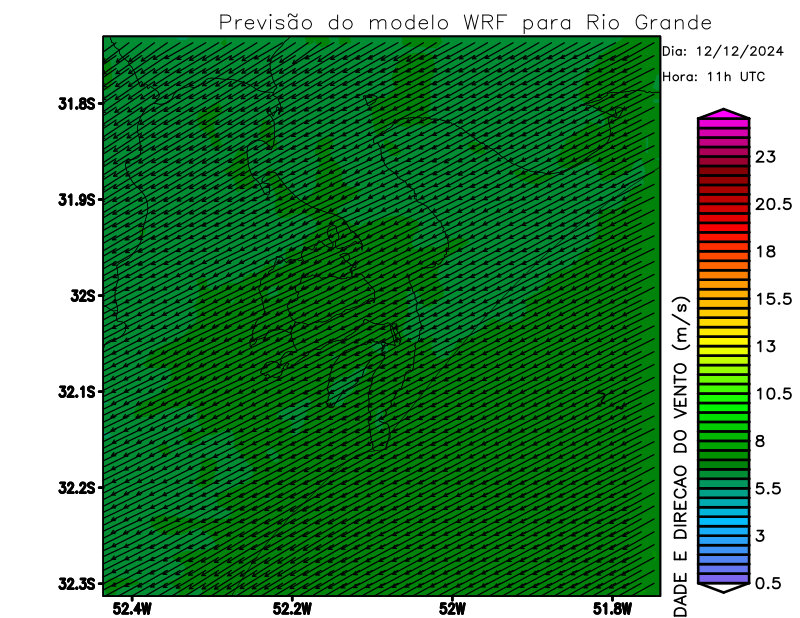 Previsão do modelo WRF para Rio Grande
Dia: 12/12/2024
Hora: 11h UTC
31.8S
31.9S
32S
32.1S
32.2S
32.3S
52.4W
52.2W
52W
51.8W
DADE E DIRECAO DO VENTO (m/s)
23
20.5
18
15.5
13
10.5
8
5.5
3
0.5